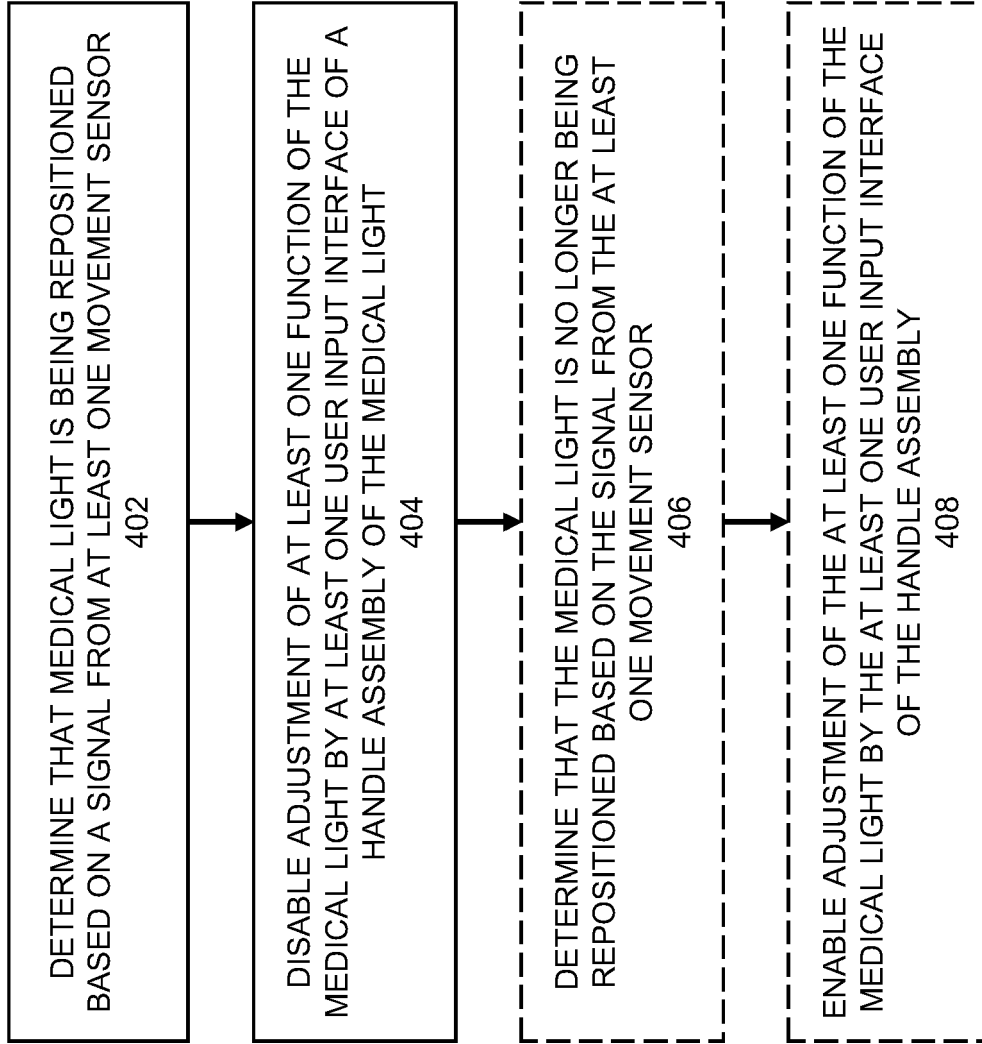 DETERMINE THAT MEDICAL LIGHT IS BEING REPOSITIONED
BASED ON A SIGNAL FROM AT LEAST ONE MOVEMENT SENSOR
402
DISABLE ADJUSTMENT OF AT LEAST ONE FUNCTION OF THE
MEDICAL LIGHT BY AT LEAST ONE USER INPUT INTERFACE OF A
HANDLE ASSEMBLY OF THE MEDICAL LIGHT
404
DETERMINE THAT THE MEDICAL LIGHT IS NO LONGER BEING
REPOSITIONED BASED ON THE SIGNAL FROM THE AT LEAST
ONE MOVEMENT SENSOR
406
ENABLE ADJUSTMENT OF THE AT LEAST ONE FUNCTION OF THE
MEDICAL LIGHT BY THE AT LEAST ONE USER INPUT INTERFACE
OF THE HANDLE ASSEMBLY
408